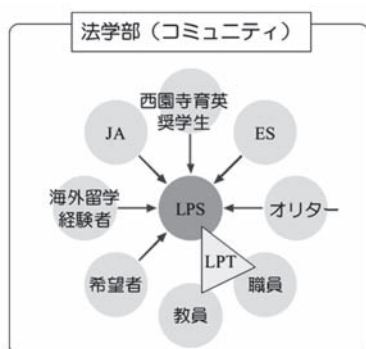 法学部（コミュニティ）
西園寺育英
奨学生
JA
ES
海外留学
経験者
LPS
オリター
LPT
希望者
職員
教員